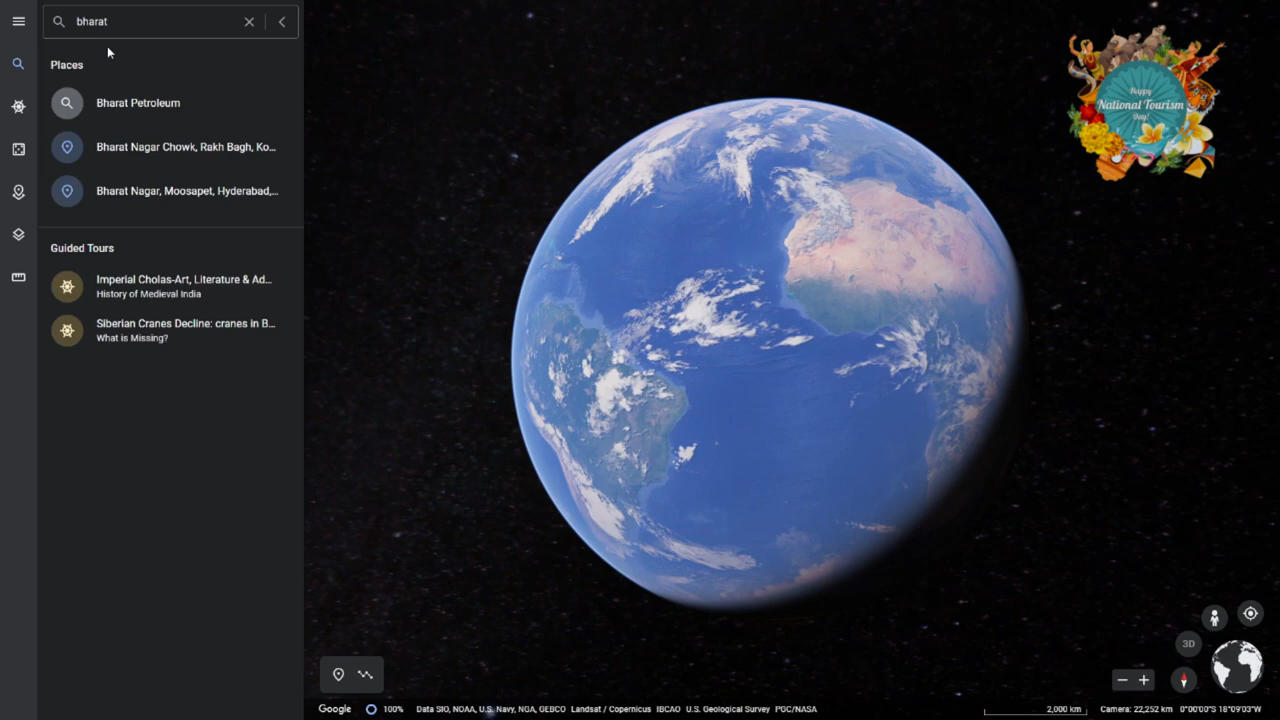 bharat
Places
Bharat Petroleum
Bharat Nagar Chowk, Rakh Bagh, Ko...
Bharat Nagar, Moosapet, Hyderabad,...
Guided Tours
Imperial Cholas-Art, Literature & Ad...
History of Medieval India
Siberian Cranes Decline: cranes in B...
What is Missing?
Happy
National Tourism
Day!
3D
Google
100%
Data SIO, NOAA, U.S. Navy, NGA, GEBCO Landsat / Copernicus IBCAO U.S. Geological Survey PGC/NASA
2,000 km
Camera: 22,252 km 0°00'00"S 18°09'03"W